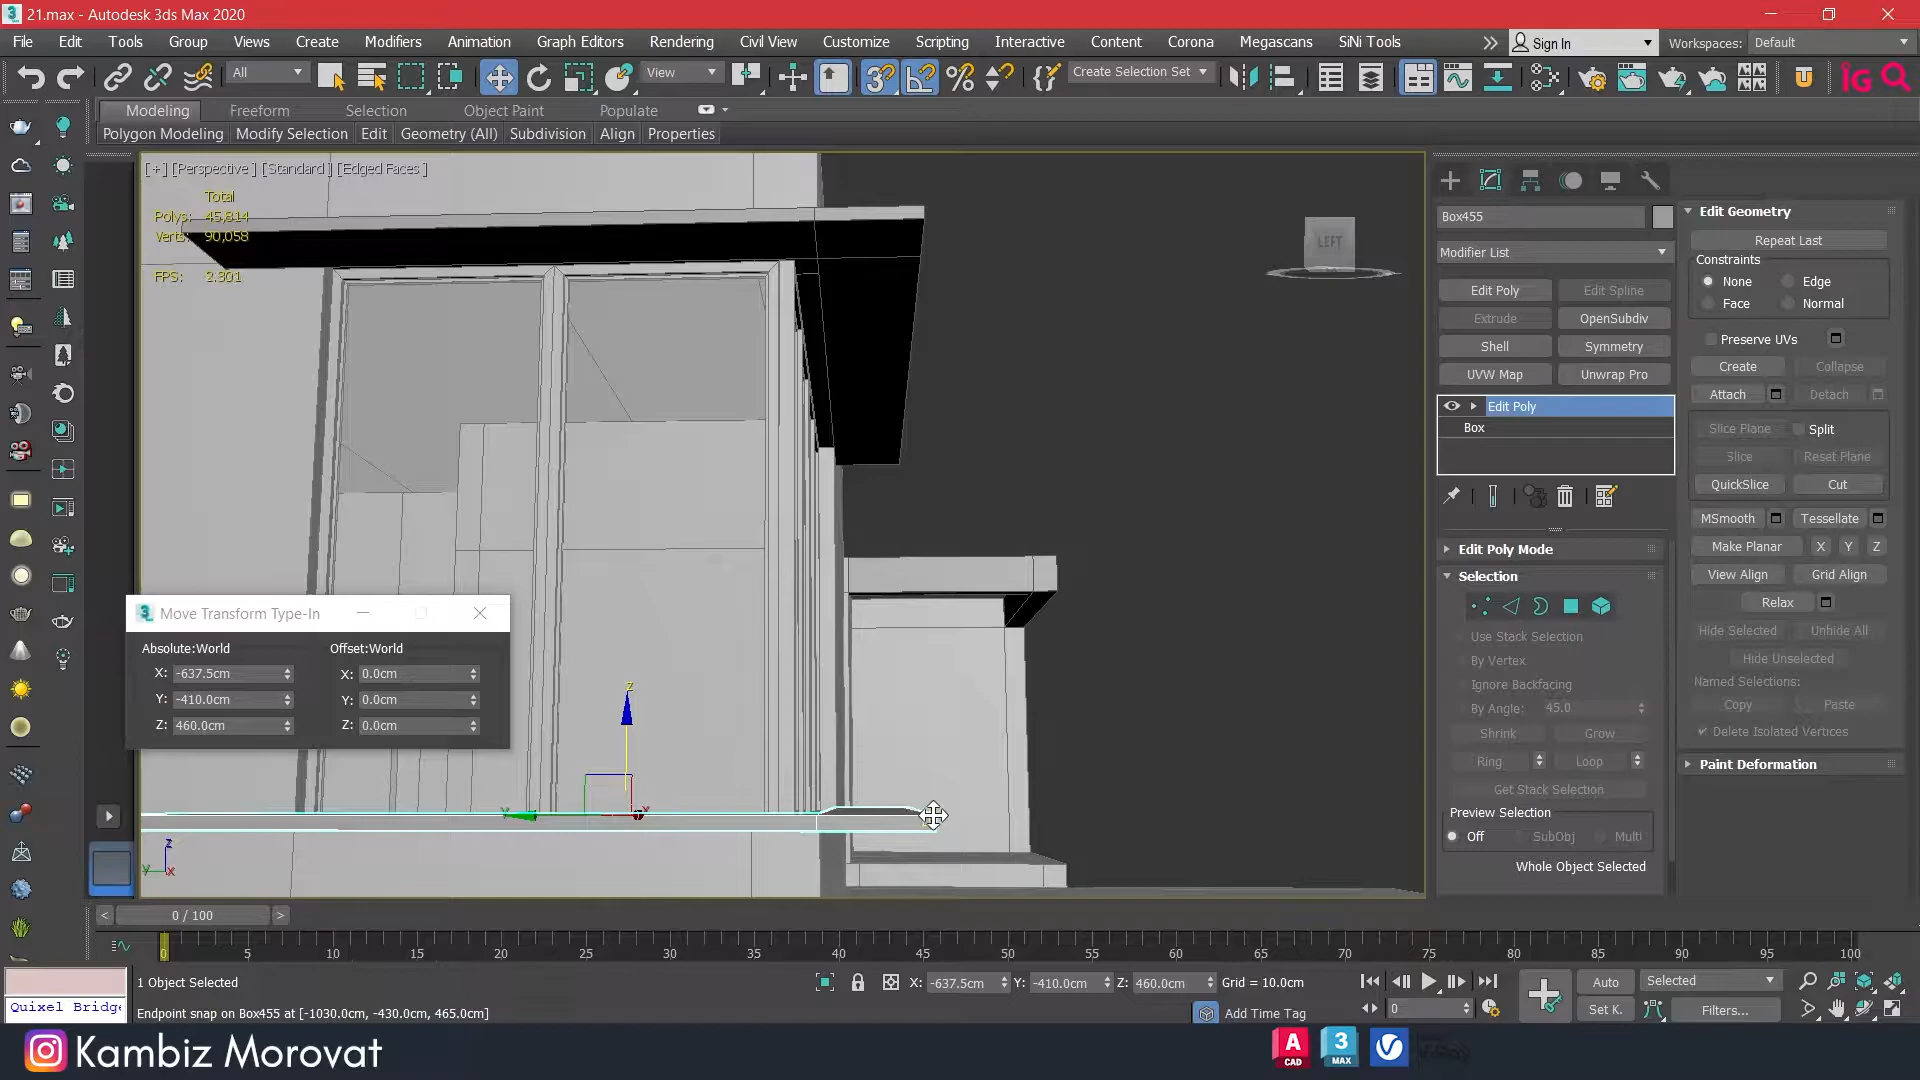 21.max - Autodesk 3ds Max 2020
File Edit Tools Group Views Create Modifiers Animation Graph Editors Rendering Civil View Customize Scripting Interactive Content Corona Megascans SiNi Tools Sign In Workspaces: Default
All View Create Selection Set iG
Modeling Freeform Selection Object Paint Populate
Polygon Modeling Modify Selection Edit Geometry (All) Subdivision Align Properties
[+] [Perspective ] [Standard ] [Edged Faces ]
Total
Polys: 45,814
Verts: 90,058
FPS: 2.301
LEFT
Box455
Modifier List
Edit Poly Edit Spline
Extrude OpenSubdiv
Shell Symmetry
UVW Map Unwrap Pro
Edit Poly
Box
Edit Poly Mode
Selection
Use Stack Selection
By Vertex
Ignore Backfacing
By Angle: 45.0
Shrink Grow
Ring Loop
Get Stack Selection
Preview Selection
Off SubObj Multi
Whole Object Selected
Edit Geometry
Repeat Last
Constraints
None Edge
Face Normal
Preserve UVs
Create Collapse
Attach Detach
Slice Plane Split
Slice Reset Plane
QuickSlice Cut
MSmooth Tessellate
Make Planar X Y Z
View Align Grid Align
Relax
Hide Selected Unhide All
Hide Unselected
Named Selections:
Copy Paste
Delete Isolated Vertices
Paint Deformation
Move Transform Type-In
Absolute:World Offset:World
X: -637.5cm X: 0.0cm
Y: -410.0cm Y: 0.0cm
Z: 460.0cm Z: 0.0cm
z
y x
z
y x
< 0 / 100 >
0 5 10 15 20 25 30 35 40 45 50 55 60 65 70 75 80 85 90 95 100
1 Object Selected X: -637.5cm Y: -410.0cm Z: 460.0cm Grid = 10.0cm Auto Selected
Quixel Bridge Endpoint snap on Box455 at [-1030.0cm, -430.0cm, 465.0cm] Add Time Tag 0 Set K. Filters...
Kambiz Morovat
A CAD 3 MAX